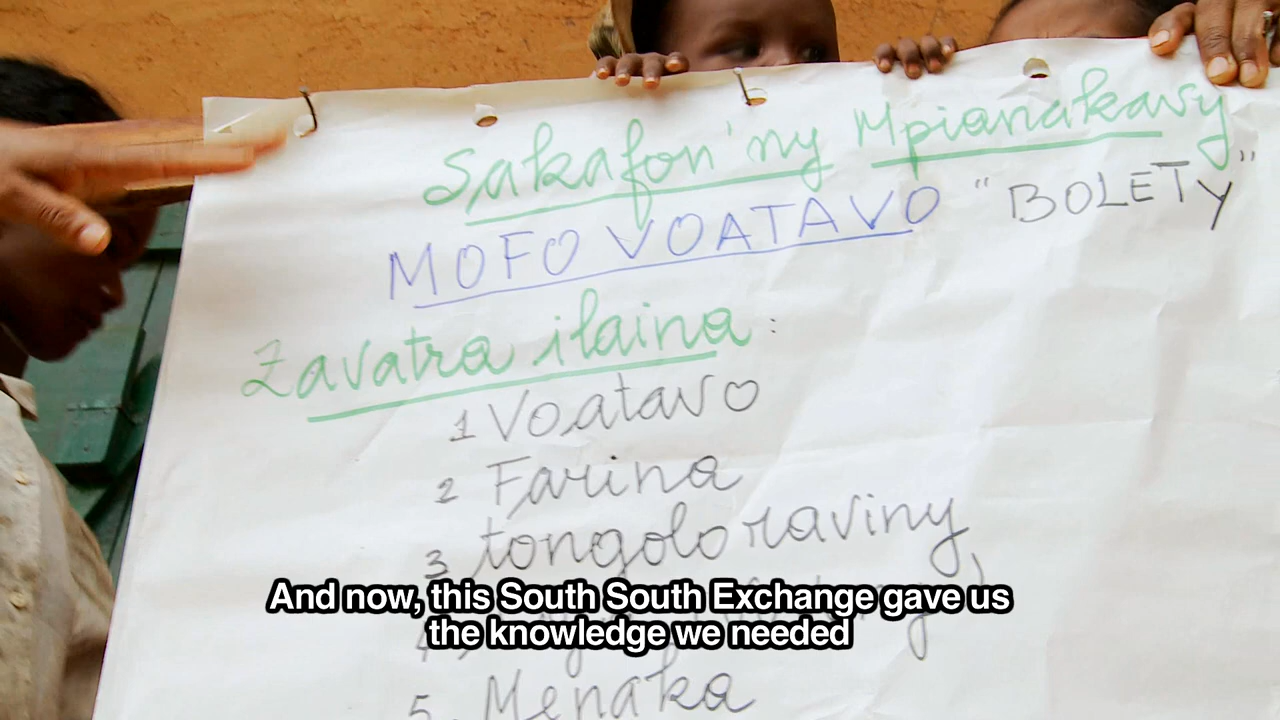 Sakafon'ny Mpianakavy
MOFO VOATAVO "BOLETY"
Zavatra ilaina :
1 Voatavo
2 Farina
3 tongolo raviny,
5. Menaka
And now, this South South Exchange gave us
the knowledge we needed